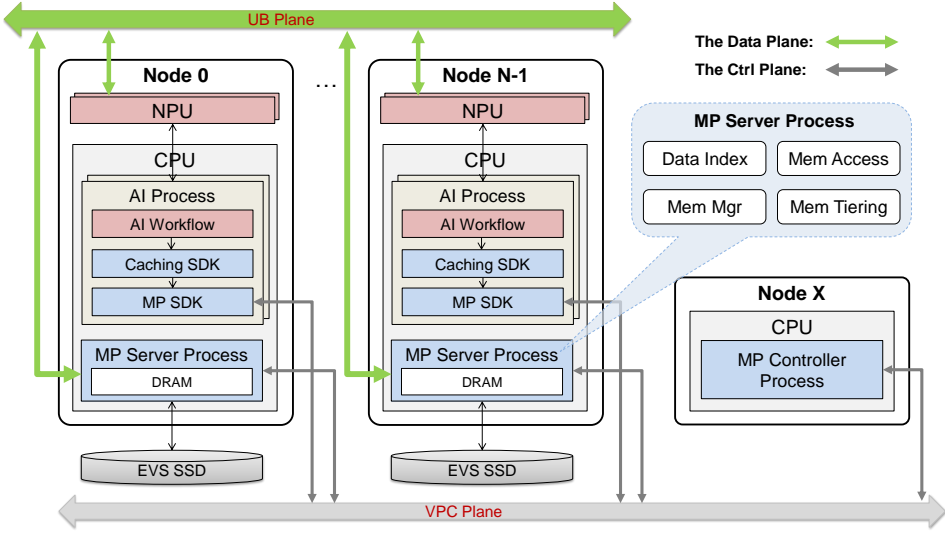 UB Plane
The Data Plane:
The Ctrl Plane:
Node 0
NPU
CPU
AI Process
AI Workflow
Caching SDK
MP SDK
MP Server Process
DRAM
EVS SSD
...
Node N-1
NPU
CPU
AI Process
AI Workflow
Caching SDK
MP SDK
MP Server Process
DRAM
EVS SSD
MP Server Process
Data Index
Mem Access
Mem Mgr
Mem Tiering
Node X
CPU
MP Controller
Process
VPC Plane